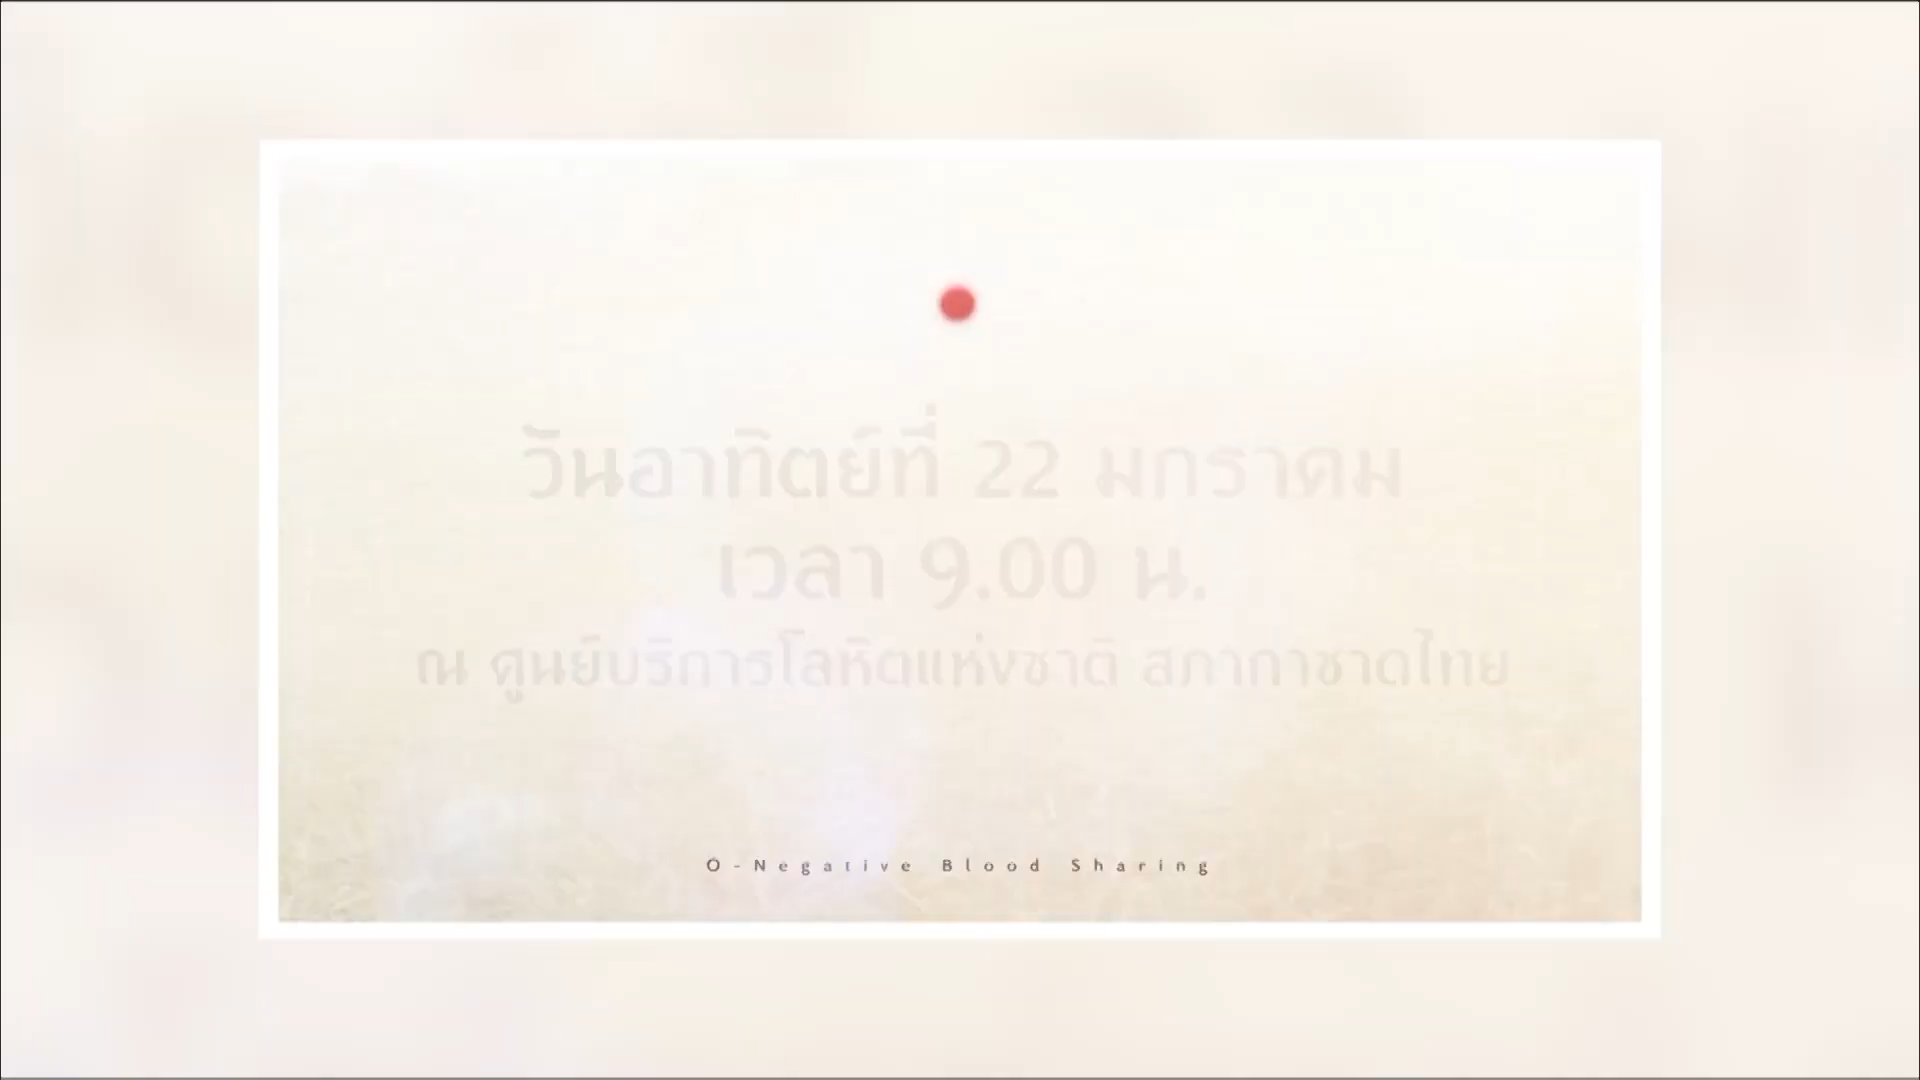 วันอาทิตย์ที่ 22 มกราคม
เวลา 9.00 น.
ณ ศูนย์บริการโลหิตแห่งชาติ สภากาชาดไทย
O-Negative Blood Sharing